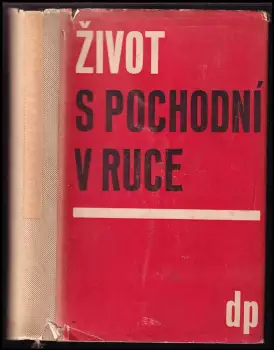 ŽIVOT
S POCHODNÍ
V RUCE
dp